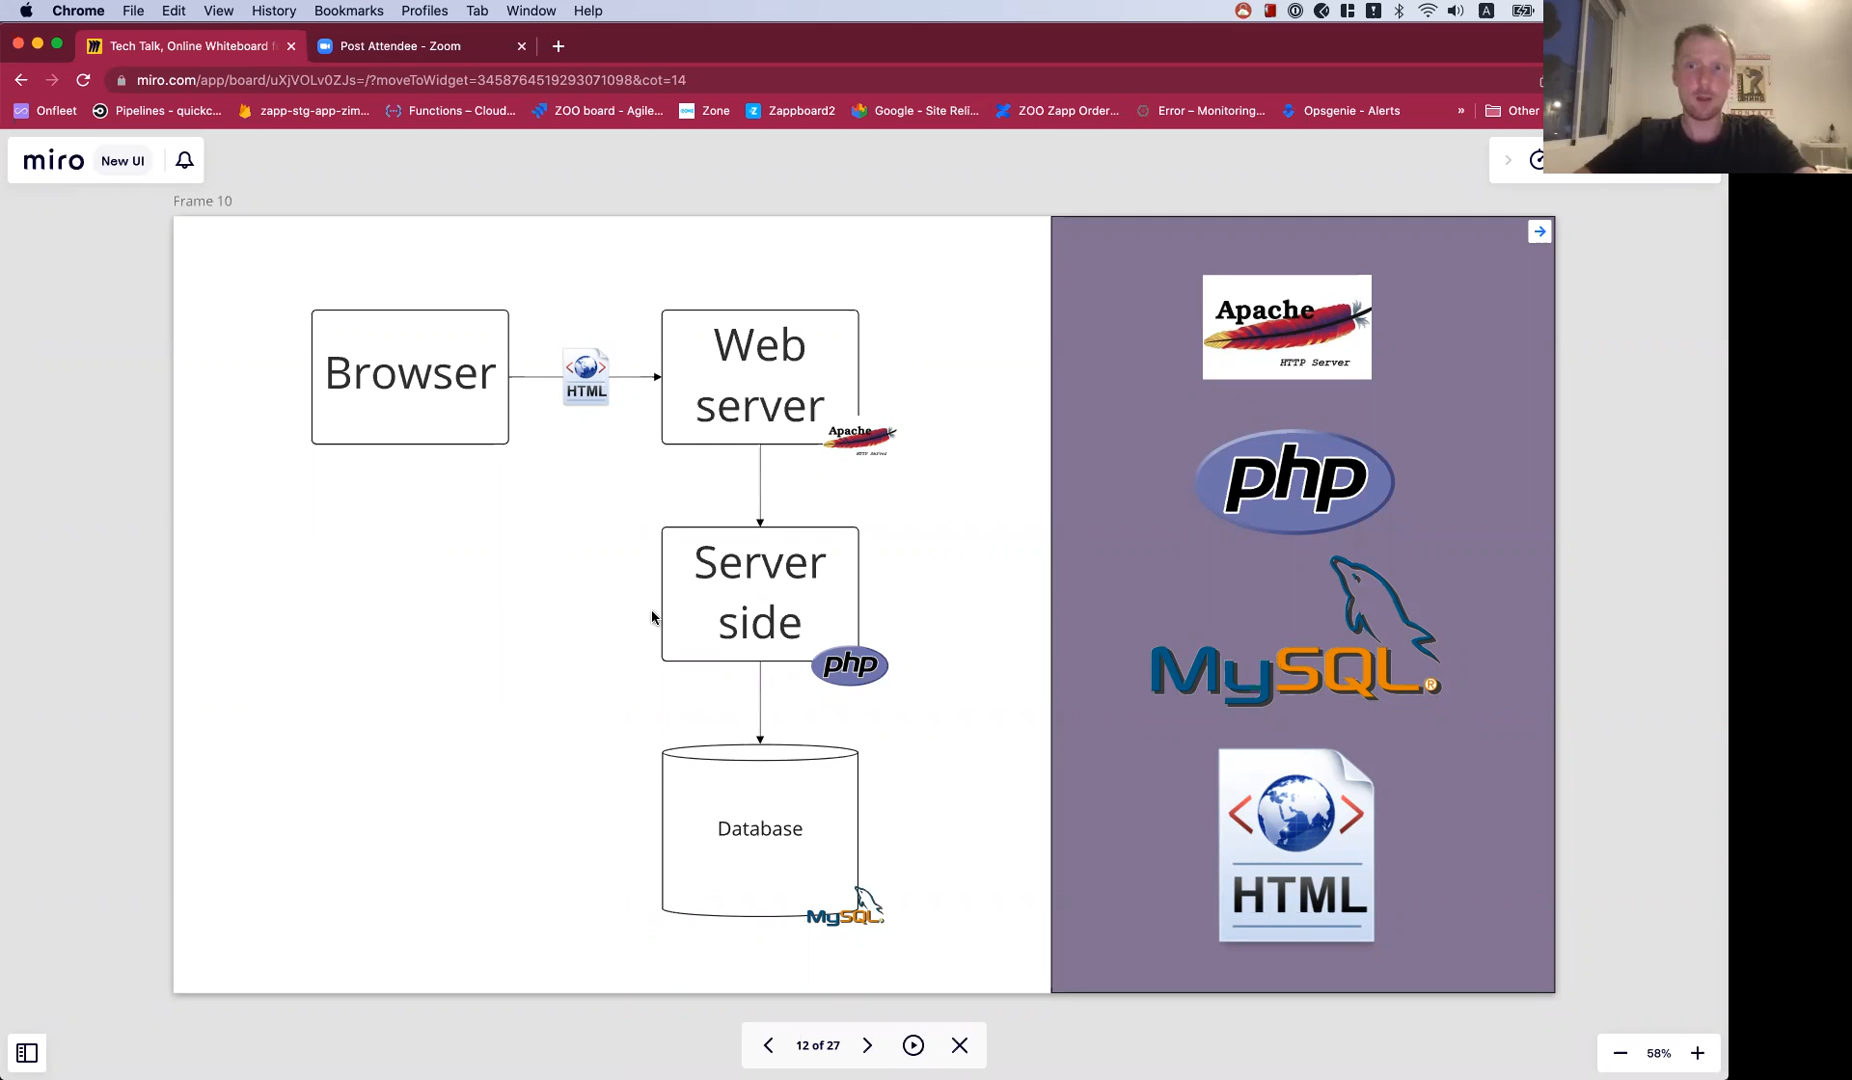 Chrome File Edit View History Bookmarks Profiles Tab Window Help
Tech Talk, Online Whiteboard f
Post Attendee - Zoom
miro.com/app/board/uXjVOLv0ZJs=/?moveToWidget=3458764519293071098&cot=14
Onfleet
Pipelines - quickc...
zapp-stg-app-zim...
Functions – Cloud...
ZOO board - Agile...
Zone
Zappboard2
Google - Site Reli...
ZOO Zapp Order...
Error – Monitoring...
Opsgenie - Alerts
»
Other
miro
New UI
Frame 10
Browser
HTML
Web
server
Apache
HTTP Server
Server
side
php
Database
MySQL
Apache
HTTP Server
php
MySQL®
HTML
12 of 27
58%